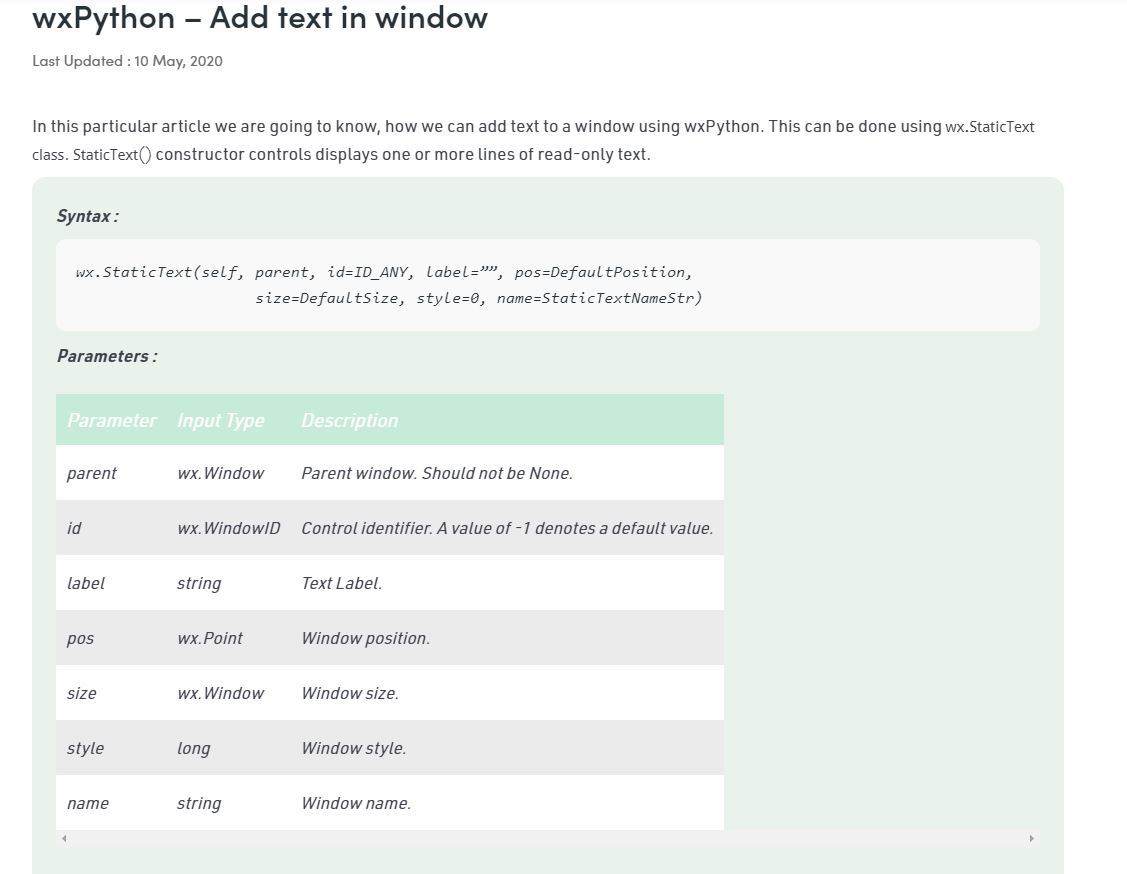 wxPython – Add text in window
Last Updated : 10 May, 2020
In this particular article we are going to know, how we can add text to a window using wxPython. This can be done using wx.StaticText
class. StaticText() constructor controls displays one or more lines of read-only text.
Syntax :
wx.StaticText(self, parent, id=ID_ANY, label=””, pos=DefaultPosition,
size=DefaultSize, style=0, name=StaticTextNameStr)
Parameters :
Parameter Input Type Description
parent wx.Window Parent window. Should not be None.
id wx.WindowID Control identifier. A value of -1 denotes a default value.
label string Text Label.
pos wx.Point Window position.
size wx.Window Window size.
style long Window style.
name string Window name.